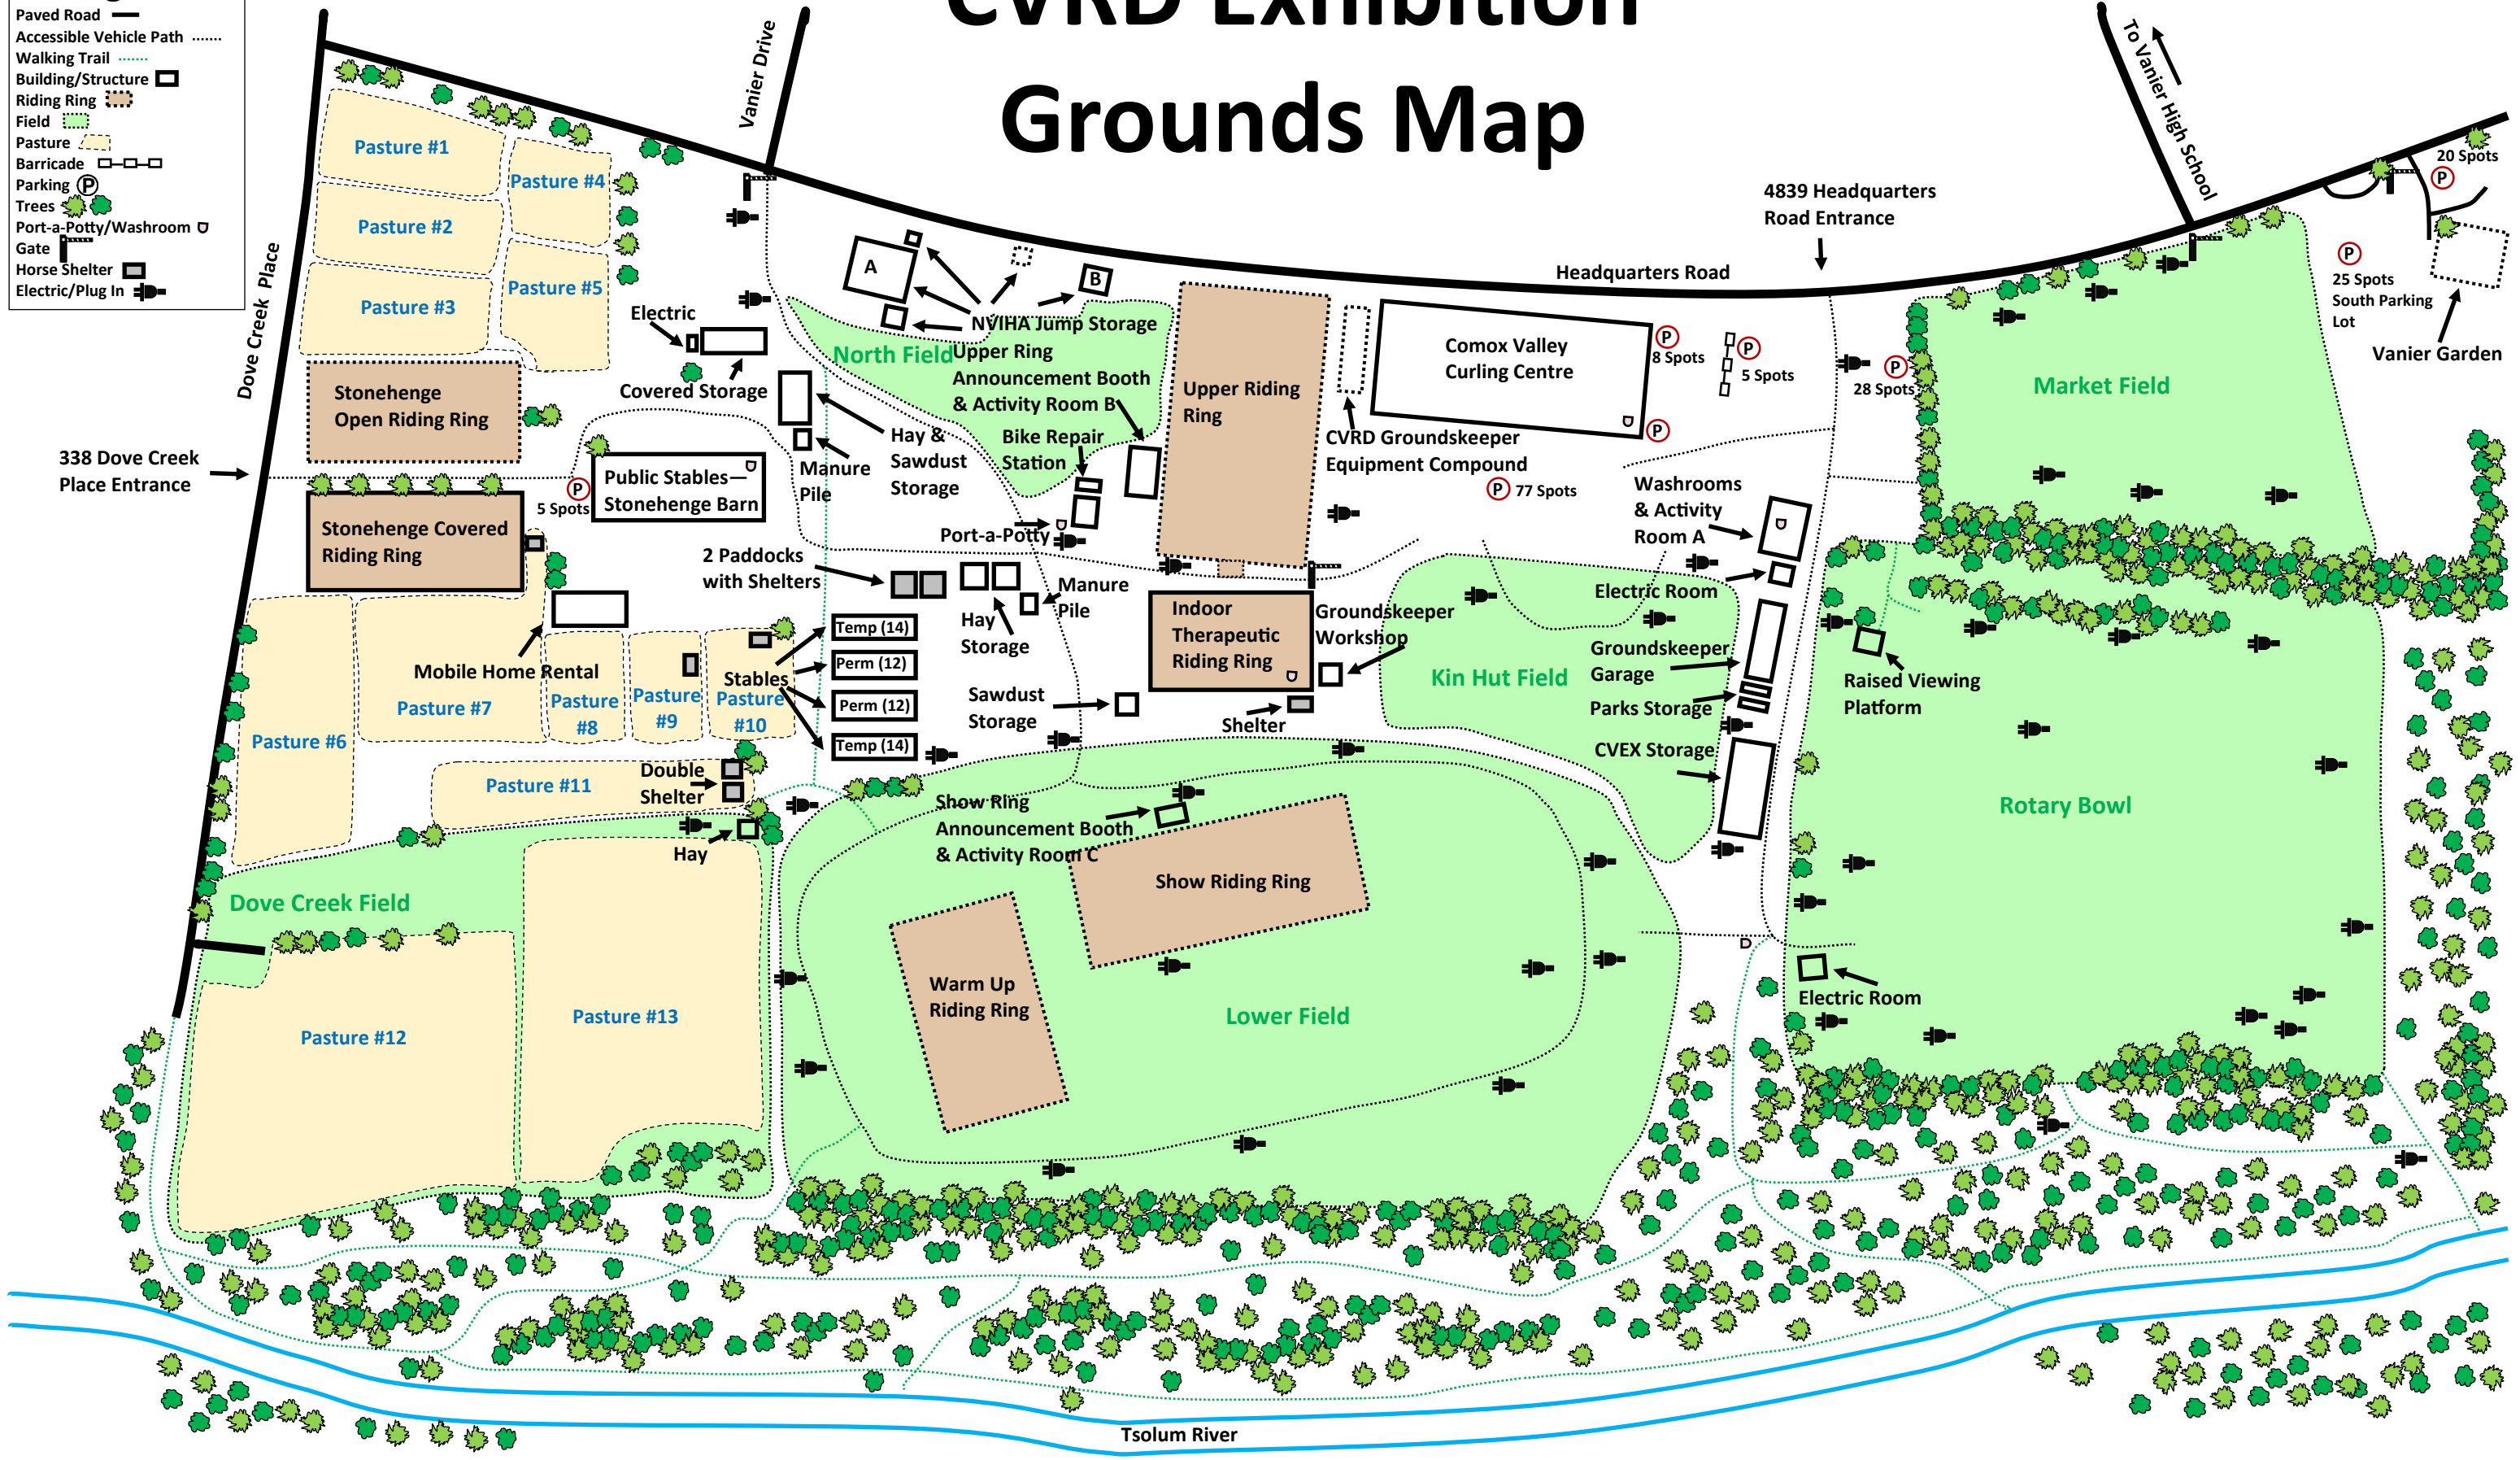 CVRD Exhibition
Grounds Map
Paved Road
Accessible Vehicle Path
Walking Trail
Building/Structure
Riding Ring
Field
Pasture
Barricade
Parking P
Trees
Port-a-Potty/Washroom
Gate
Horse Shelter
Electric/Plug In
Vanier Drive
To Vanier High School
Dove Creek Place
Headquarters Road
4839 Headquarters
Road Entrance
20 Spots
P
P
25 Spots
South Parking
Lot
Vanier Garden
Pasture #1
Pasture #2
Pasture #3
Pasture #4
Pasture #5
Stonehenge
Open Riding Ring
338 Dove Creek
Place Entrance
Stonehenge Covered
Riding Ring
P
5 Spots
Public Stables—
Stonehenge Barn
Electric
Covered Storage
Manure
Pile
Hay &
Sawdust
Storage
A
B
NVIHA Jump Storage
North Field
Upper Ring
Announcement Booth
& Activity Room B
Bike Repair
Station
Port-a-Potty
Upper Riding
Ring
CVRD Groundskeeper
Equipment Compound
Comox Valley
Curling Centre
P
8 Spots
P
P
5 Spots
P
28 Spots
P 77 Spots
Market Field
Washrooms
& Activity
Room A
Electric Room
Groundskeeper
Garage
Parks Storage
CVEX Storage
2 Paddocks
with Shelters
Hay
Storage
Manure
Pile
Sawdust
Storage
Indoor
Therapeutic
Riding Ring
Groundskeeper
Workshop
Shelter
Kin Hut Field
Raised Viewing
Platform
Rotary Bowl
Electric Room
Mobile Home Rental
Pasture #6
Pasture #7
Pasture
#8
Pasture
#9
Pasture
#10
Stables
Temp (14)
Perm (12)
Perm (12)
Temp (14)
Pasture #11
Double
Shelter
Hay
Dove Creek Field
Pasture #12
Pasture #13
Show Ring
Announcement Booth
& Activity Room C
Show Riding Ring
Warm Up
Riding Ring
Lower Field
Tsolum River